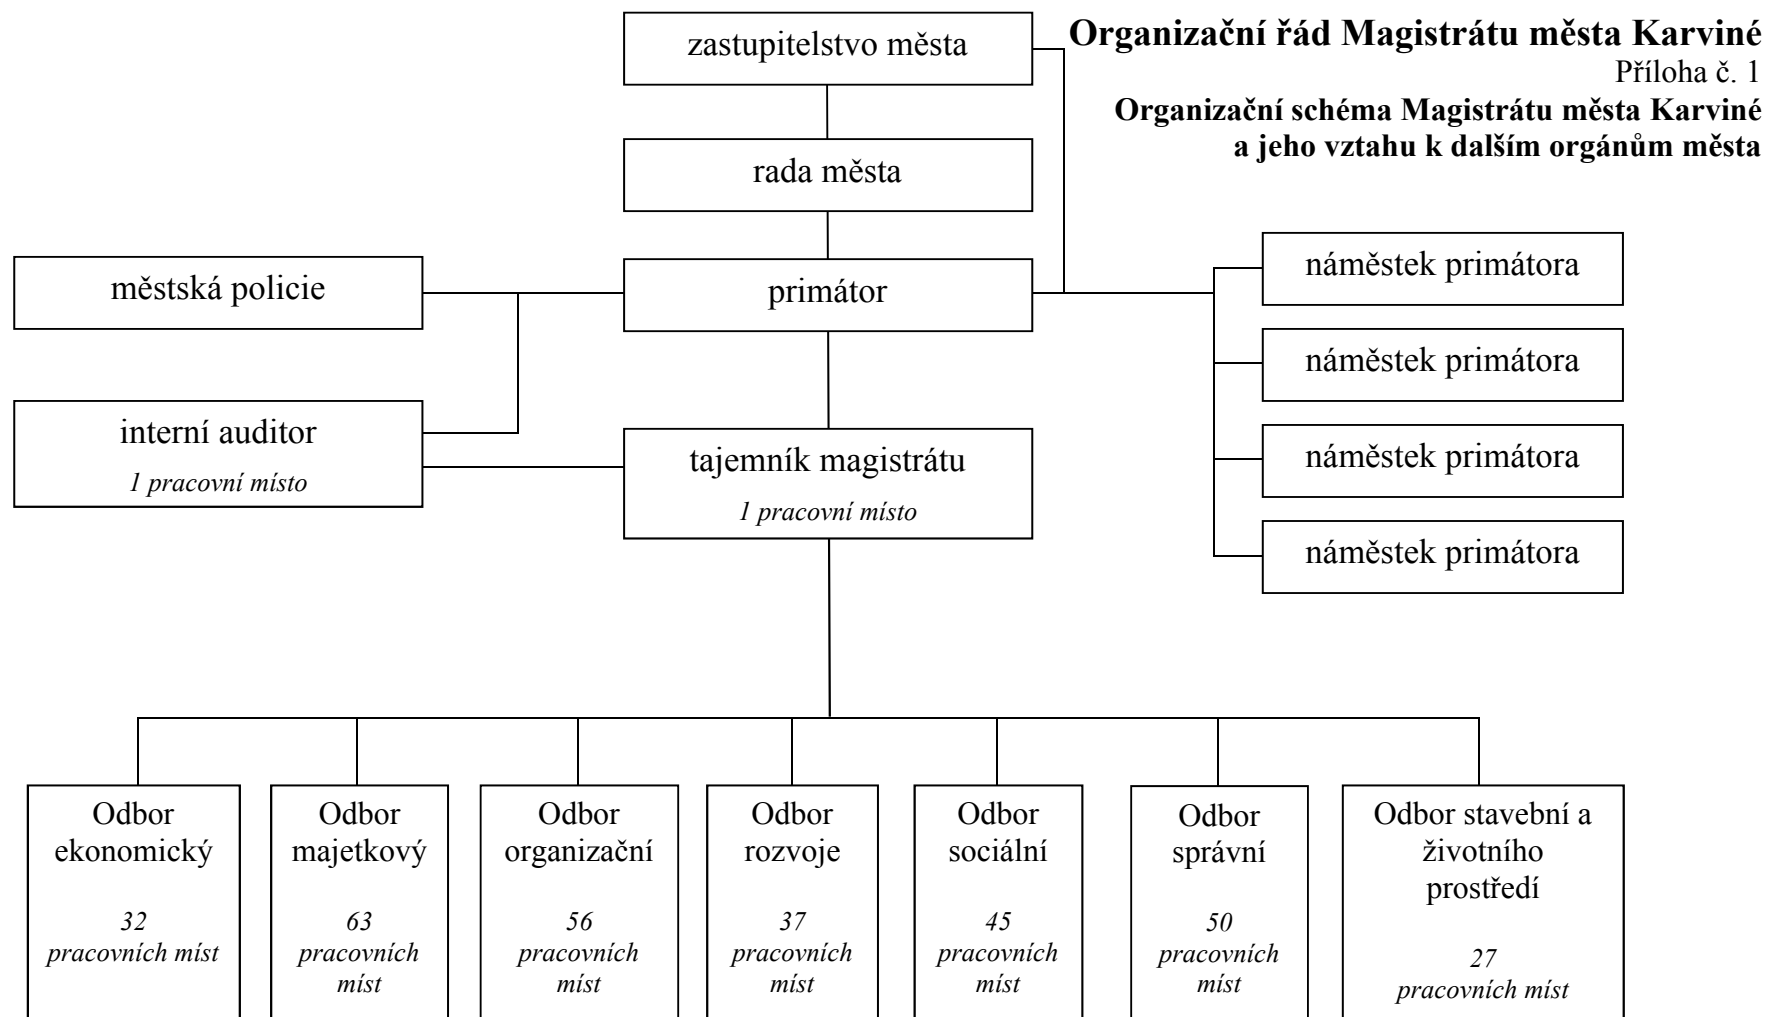 Organizační řád Magistrátu města Karviné
Příloha č. 1
Organizační schéma Magistrátu města Karviné
a jeho vztahu k dalším orgánům města
zastupitelstvo města
rada města
městská policie
primátor
náměstek primátora
náměstek primátora
náměstek primátora
náměstek primátora
interní auditor
1 pracovní místo
tajemník magistrátu
1 pracovní místo
Odbor
ekonomický
32
pracovních míst
Odbor
majetkový
63
pracovních
míst
Odbor
organizační
56
pracovních
míst
Odbor
rozvoje
37
pracovních
míst
Odbor
sociální
45
pracovních
míst
Odbor
správní
50
pracovních
míst
Odbor stavební a
životního
prostředí
27
pracovních míst